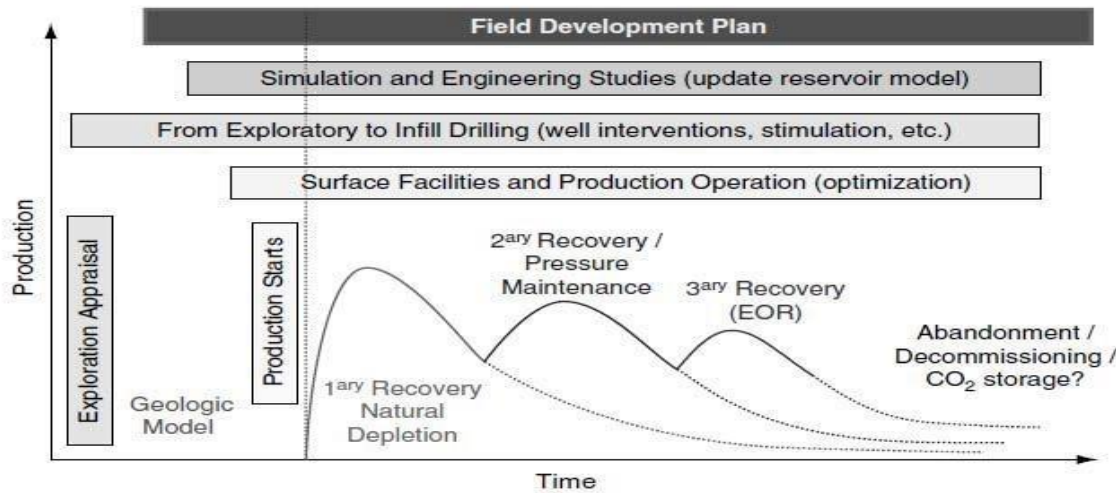 Field Development Plan
Simulation and Engineering Studies (update reservoir model)
From Exploratory to Infill Drilling (well interventions, stimulation, etc.)
Surface Facilities and Production Operation (optimization)
Production
Exploration Appraisal
Geologic
Model
Production Starts
1ary Recovery
Natural
Depletion
2ary Recovery /
Pressure
Maintenance
3ary Recovery
(EOR)
Abandonment /
Decommissioning /
CO2 storage?
Time